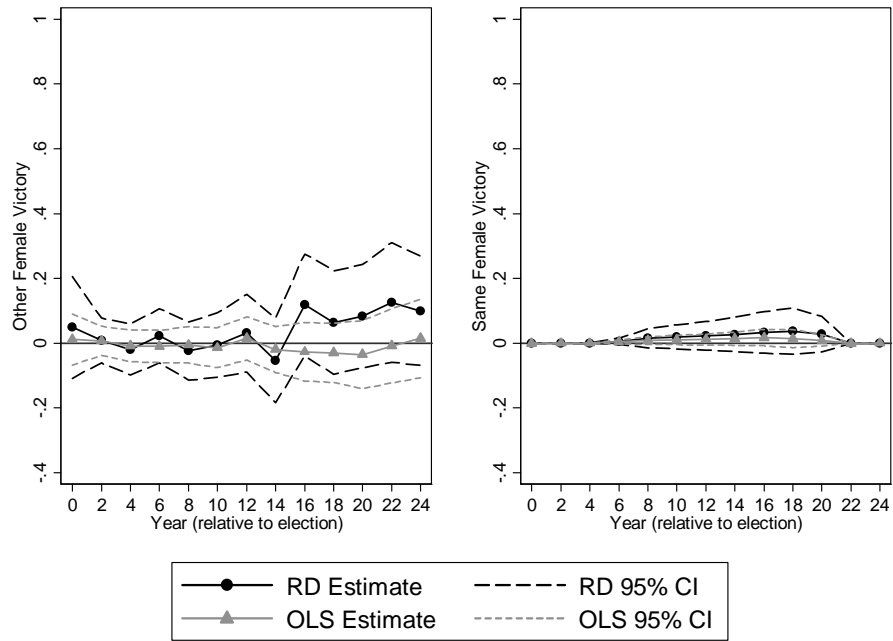 Other Female Victory
1
.8
.6
.4
.2
0
-.2
-.4
0 2 4 6 8 10 12 14 16 18 20 22 24
Year (relative to election)
Same Female Victory
1
.8
.6
.4
.2
0
-.2
-.4
0 2 4 6 8 10 12 14 16 18 20 22 24
Year (relative to election)
RD Estimate RD 95% CI
OLS Estimate OLS 95% CI